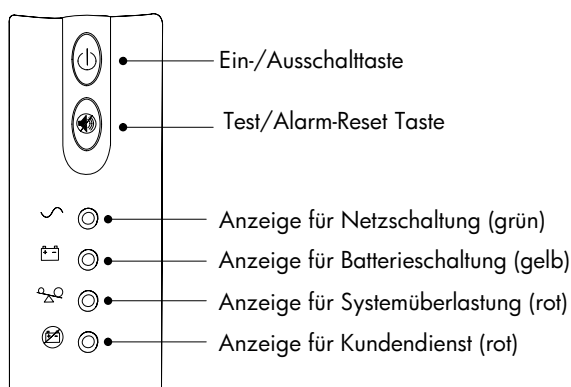 Ein-/Ausschalttaste
Test/Alarm-Reset Taste
Anzeige für Netzschaltung (grün)
Anzeige für Batterieschaltung (gelb)
Anzeige für Systemüberlastung (rot)
Anzeige für Kundendienst (rot)